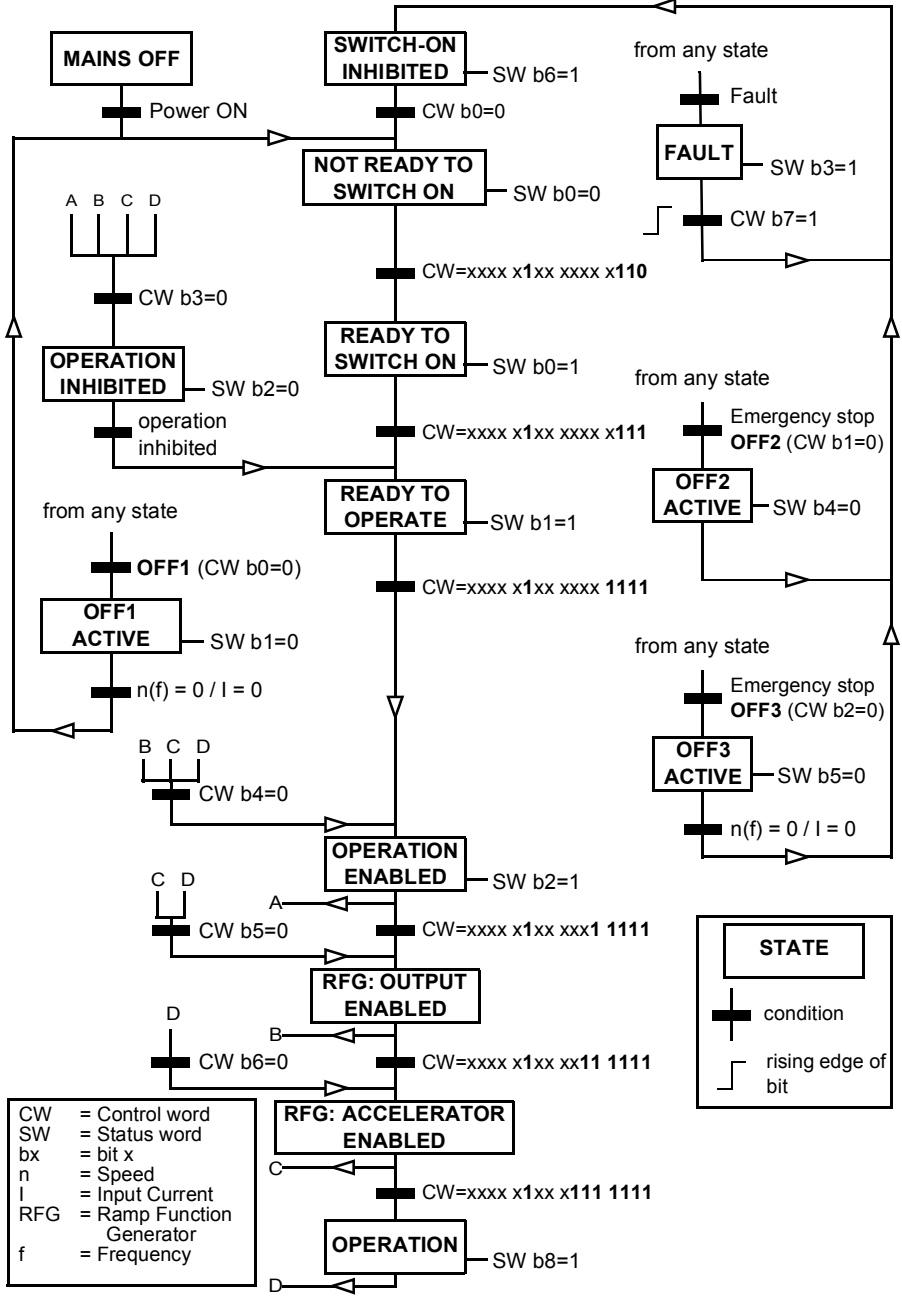 MAINS OFF
Power ON
SWITCH-ON
INHIBITED
SW b6=1
CW b0=0
from any state
Fault
FAULT
SW b3=1
CW b7=1
NOT READY TO
SWITCH ON
SW b0=0
A B C D
CW b3=0
CW=xxxx x1xx xxxx x110
OPERATION
INHIBITED
SW b2=0
operation
inhibited
READY TO
SWITCH ON
SW b0=1
CW=xxxx x1xx xxxx x111
from any state
Emergency stop
OFF2 (CW b1=0)
OFF2
ACTIVE
SW b4=0
READY TO
OPERATE
SW b1=1
from any state
OFF1 (CW b0=0)
CW=xxxx x1xx xxxx 1111
OFF1
ACTIVE
SW b1=0
n(f) = 0 / I = 0
from any state
Emergency stop
OFF3 (CW b2=0)
OFF3
ACTIVE
SW b5=0
n(f) = 0 / I = 0
B C D
CW b4=0
OPERATION
ENABLED
SW b2=1
C D
A
CW b5=0
CW=xxxx x1xx xxx1 1111
RFG: OUTPUT
ENABLED
D
B
CW b6=0
CW=xxxx x1xx xx11 1111
RFG: ACCELERATOR
ENABLED
C
CW=xxxx x1xx x111 1111
OPERATION
SW b8=1
D
STATE
condition
rising edge of
bit
CW = Control word
SW = Status word
bx = bit x
n = Speed
I = Input Current
RFG = Ramp Function
Generator
f = Frequency